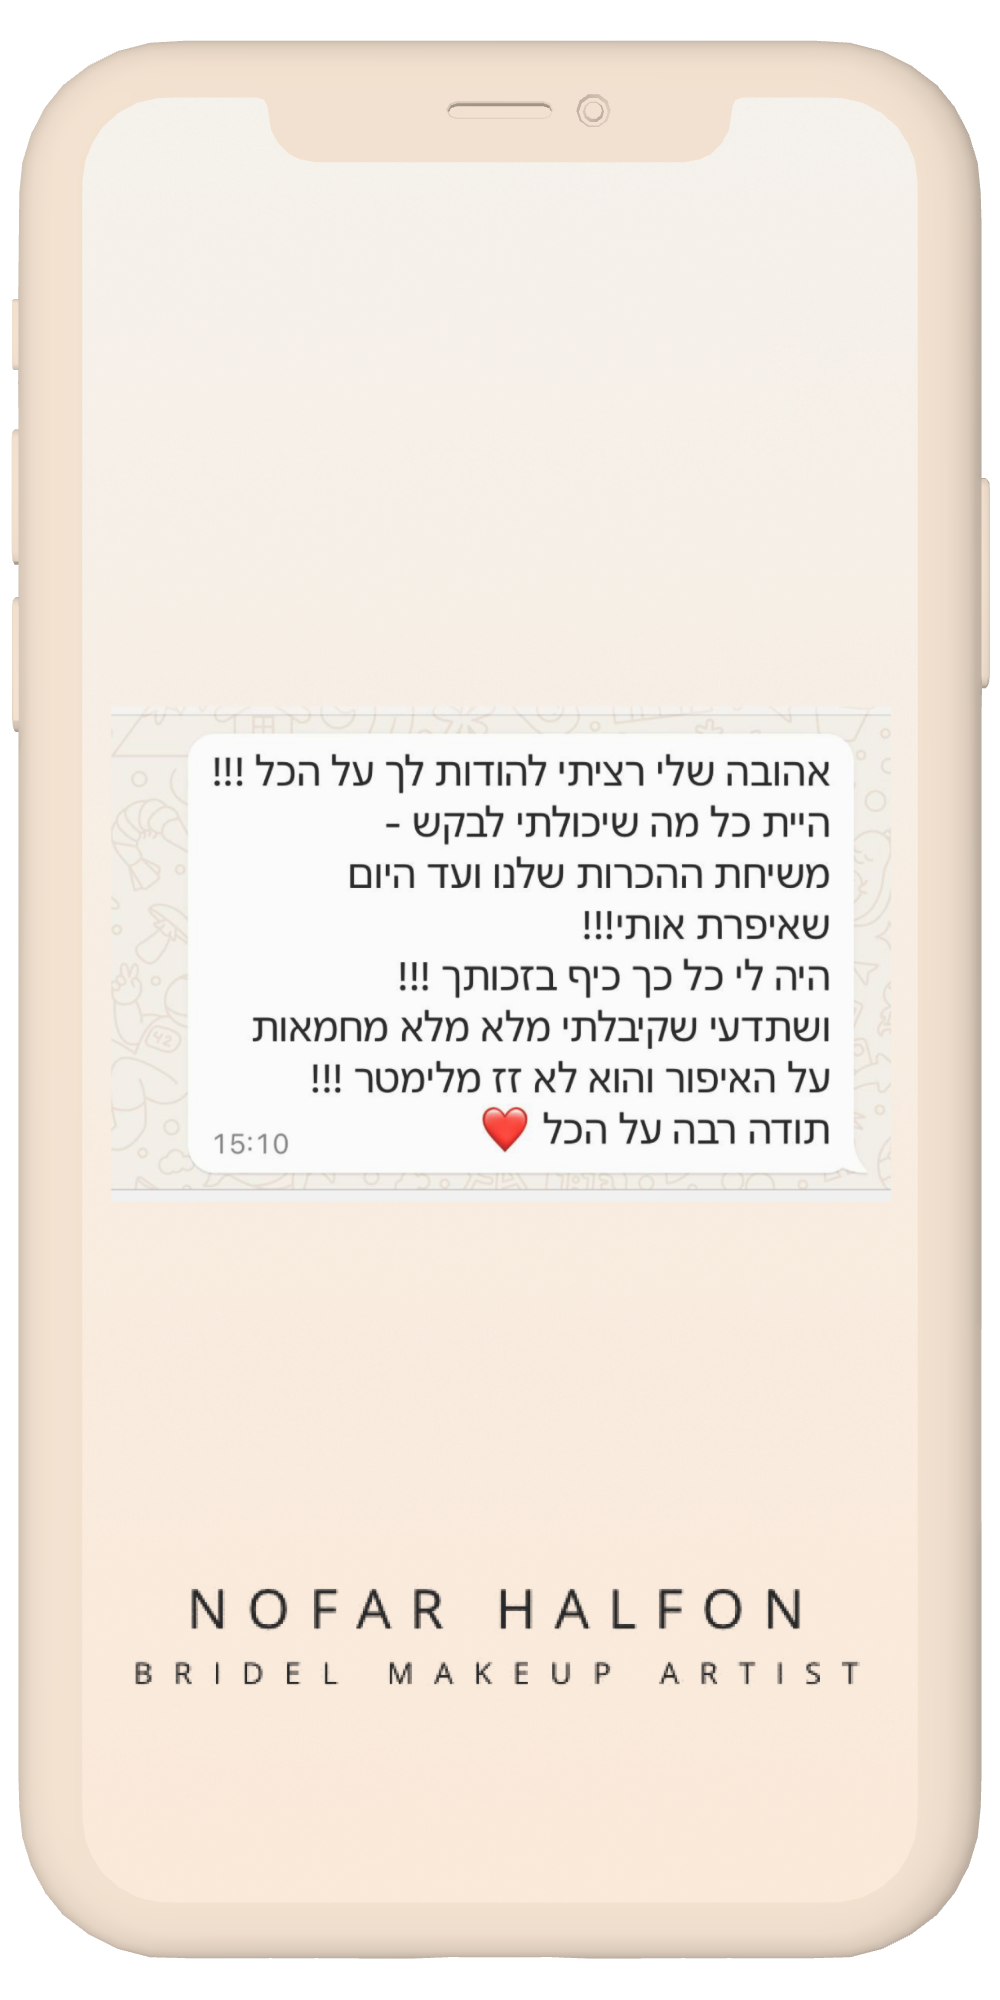 אהובה שלי רציתי להודות לך על הכל !!!
היית כל מה שיכולתי לבקש -
משיחת ההכרות שלנו ועד היום
שאיפרת אותי!!!
היה לי כל כך כיף בזכותך !!!
ושתדעי שקיבלתי מלא מלא מחמאות
על האיפור והוא לא זז מלימטר !!!
תודה רבה על הכל ❤️
15:10
NOFAR HALFON
BRIDEL MAKEUP ARTIST